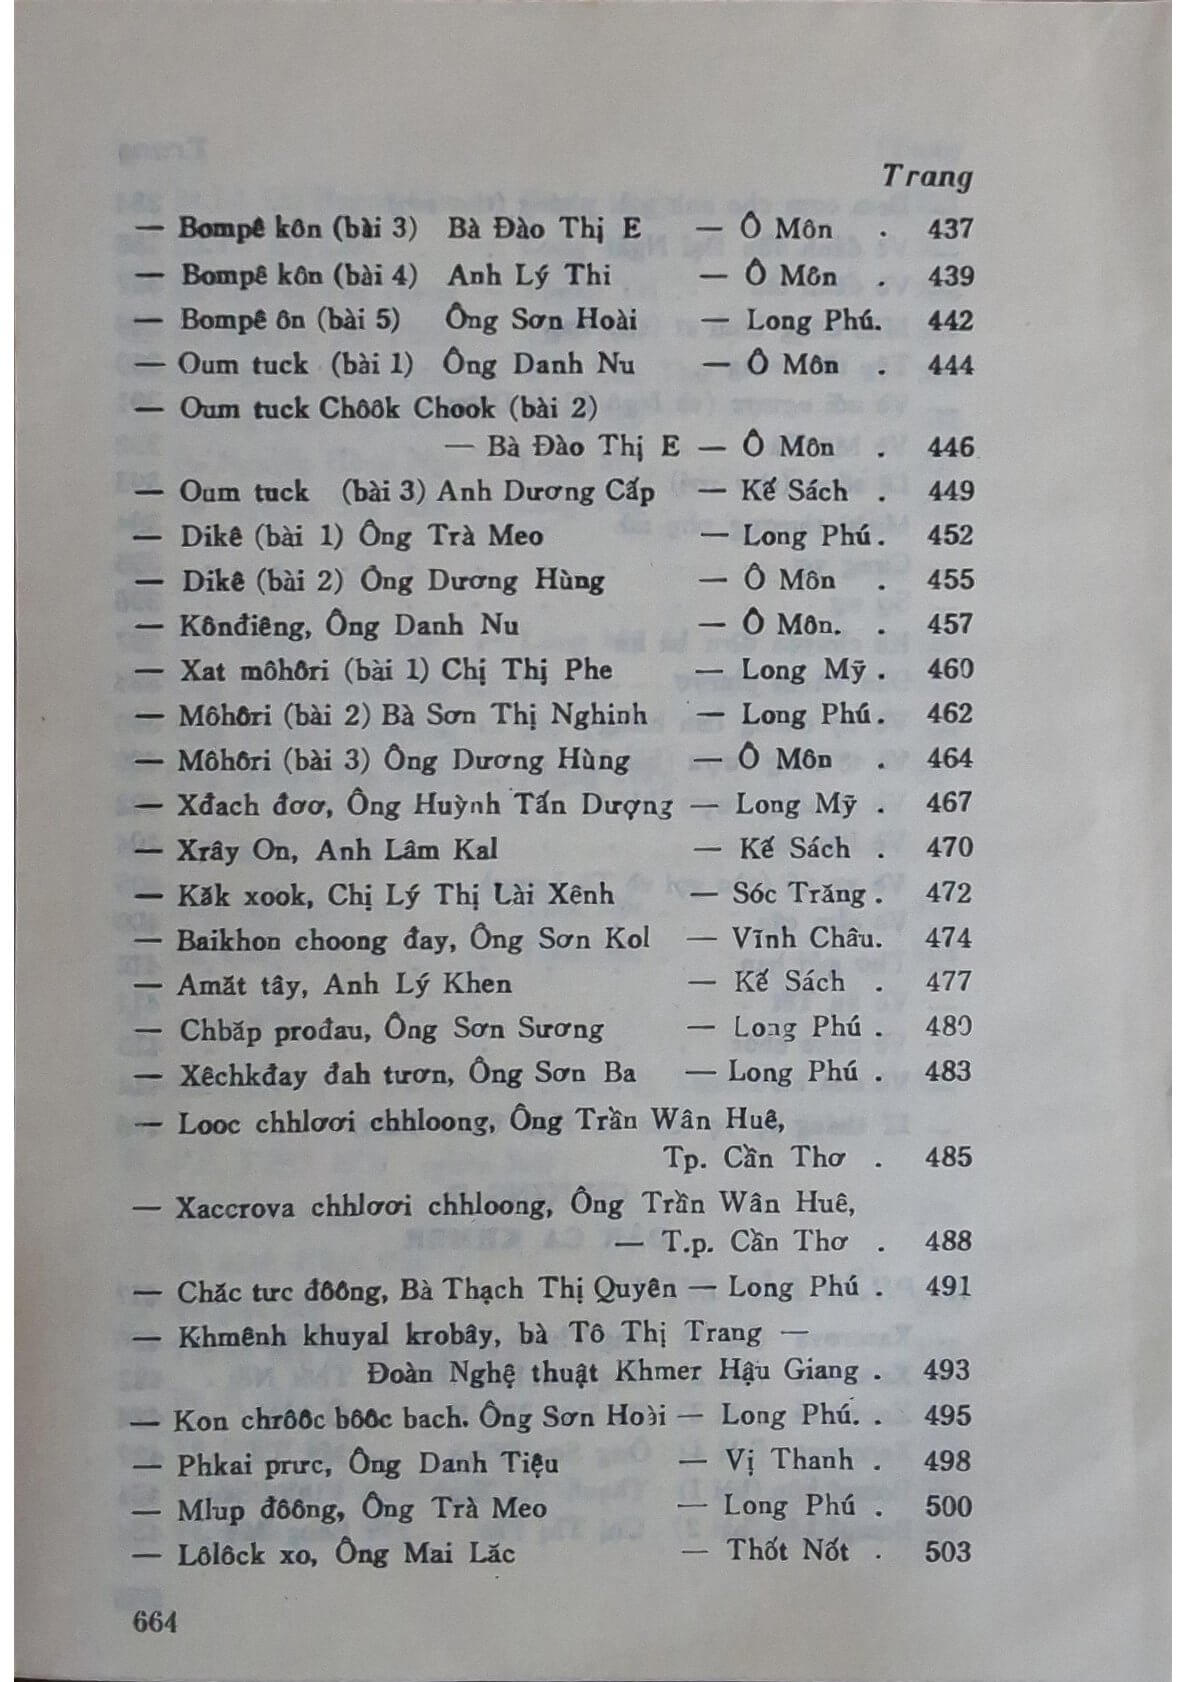 Trang
— Bompê kôn (bài 3) Bà Đào Thị E — Ô Môn . 437
— Bompê kôn (bài 4) Anh Lý Thi — Ô Môn . 439
— Bompê ôn (bài 5) Ông Sơn Hoài — Long Phú. 442
— Oum tuck (bài 1) Ông Danh Nu — Ô Môn . 444
— Oum tuck Chôôk Chook (bài 2)
— Bà Đào Thị E — Ô Môn . 446
— Oum tuck (bài 3) Anh Dương Cấp — Kế Sách . 449
— Dikê (bài 1) Ông Trà Meo — Long Phú. 452
— Dikê (bài 2) Ông Dương Hùng — Ô Môn . 455
— Kônđiêng, Ông Danh Nu — Ô Môn. . 457
— Xat môhôri (bài 1) Chị Thị Phe — Long Mỹ . 460
— Môhôri (bài 2) Bà Sơn Thị Nghinh — Long Phú. 462
— Môhôri (bài 3) Ông Dương Hùng — Ô Môn . 464
— Xđach đơơ, Ông Huỳnh Tấn Dượng — Long Mỹ . 467
— Xrây On, Anh Lâm Kal — Kế Sách . 470
— Kăk xook, Chị Lý Thị Lài Xênh — Sóc Trăng . 472
— Baikhon choong đay, Ông Sơn Kol — Vĩnh Châu. 474
— Amăt tây, Anh Lý Khen — Kế Sách . 477
— Chbăp prođau, Ông Sơn Sương — Long Phú . 480
— Xêchkđay đah tươn, Ông Sơn Ba — Long Phú . 483
— Looc chhlơơi chhloong, Ông Trần Wân Huê,
Tp. Cần Thơ . 485
— Xaccrova chhlơơi chhloong, Ông Trần Wân Huê,
— T.p. Cần Thơ . 488
— Chăc tưc đôông, Bà Thạch Thị Quyên — Long Phú . 491
— Khmênh khuyal krobây, bà Tô Thị Trang —
Đoàn Nghệ thuật Khmer Hậu Giang . 493
— Kon chrôôc bôôc bach. Ông Sơn Hoài — Long Phú. . 495
— Phkai prưc, Ông Danh Tiệu — Vị Thanh . 498
— Mlup đôông, Ông Trà Meo — Long Phú . 500
— Lôlôck xo, Ông Mai Lăc — Thốt Nốt . 503
664